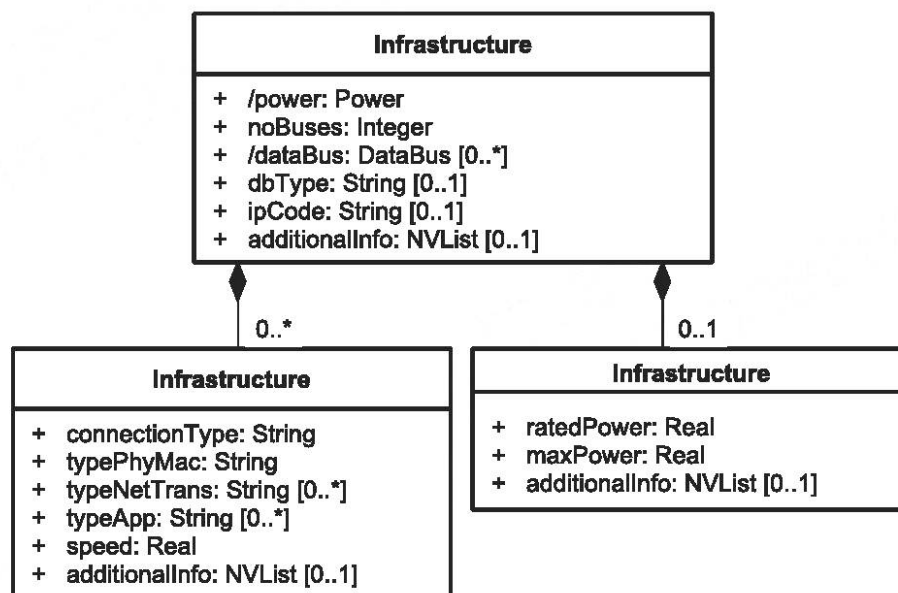 Infrastructure
+ /power: Power
+ noBuses: Integer
+ /dataBus: DataBus [0..*]
+ dbType: String [0..1]
+ ipCode: String [0..1]
+ additionalInfo: NVList [0..1]
0..*
0..1
Infrastructure
+ connectionType: String
+ typePhyMac: String
+ typeNetTrans: String [0..*]
+ typeApp: String [0..*]
+ speed: Real
+ additionalInfo: NVList [0..1]
Infrastructure
+ ratedPower: Real
+ maxPower: Real
+ additionalInfo: NVList [0..1]